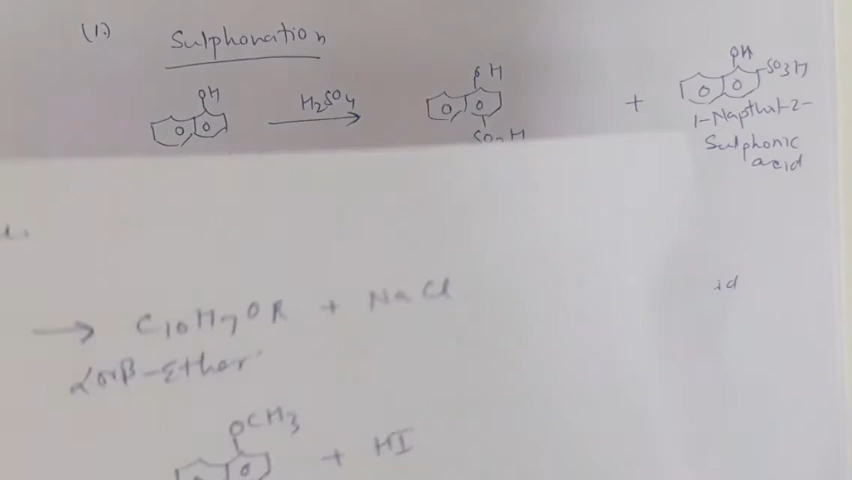 (1.) Sulphonation
OH H2SO4 OH + OH SO3H
SO3H
1-Napthol-2-
Sulphonic
acid
id
→ C10H7OR + NaCl
α or β-Ether
OCH3 + HI